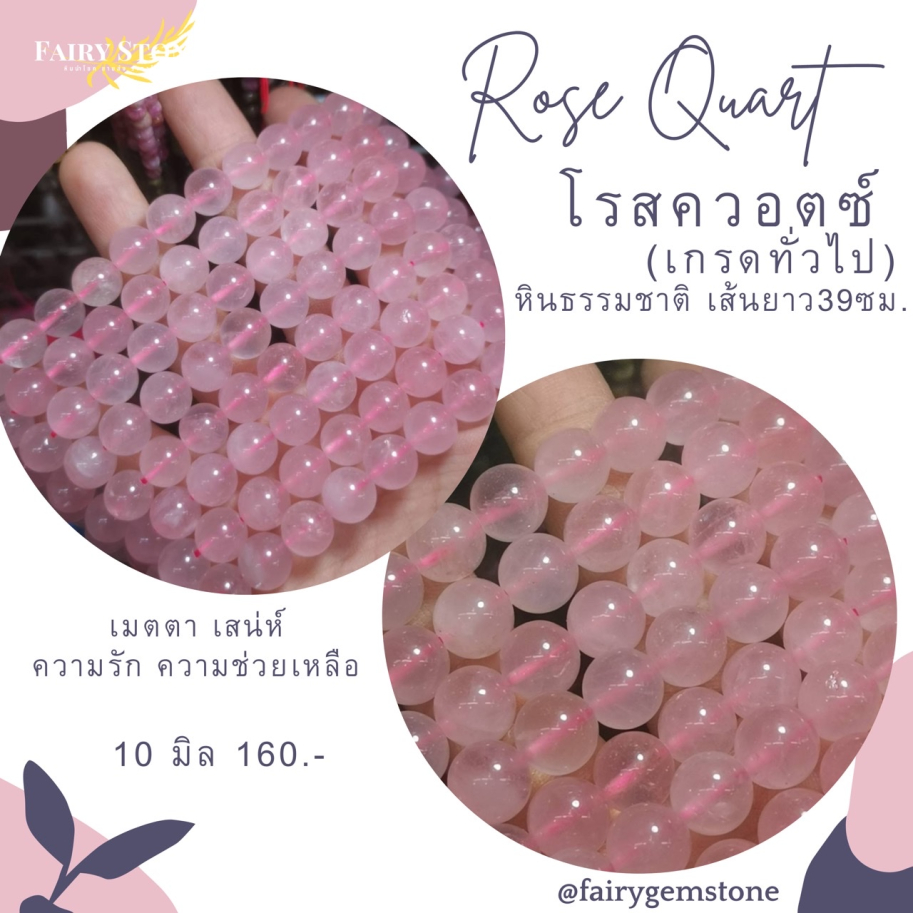 FAIRY STO
Rose Quart
โรสควอตซ์
(เกรดทั่วไป)
หินธรรมชาติ เส้นยาว39ซม.
เมตตา เสน่ห์
ความรัก ความช่วยเหลือ
10 มิล 160.-
@fairygemstone